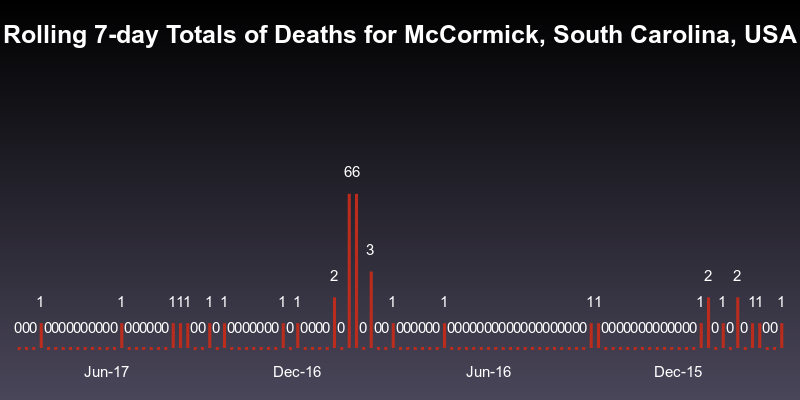 Rolling 7-day Totals of Deaths for McCormick, South Carolina, USA
66
3
2 2 2
1 1 111 1 1 1 1 1 1 11 1 1 11 1
000 0000000000 000000 00 0 0000000 0 0000 0 0 00 000000 0000000000000000000 0000000000000 0 0 0 00
Jun-17 Dec-16 Jun-16 Dec-15